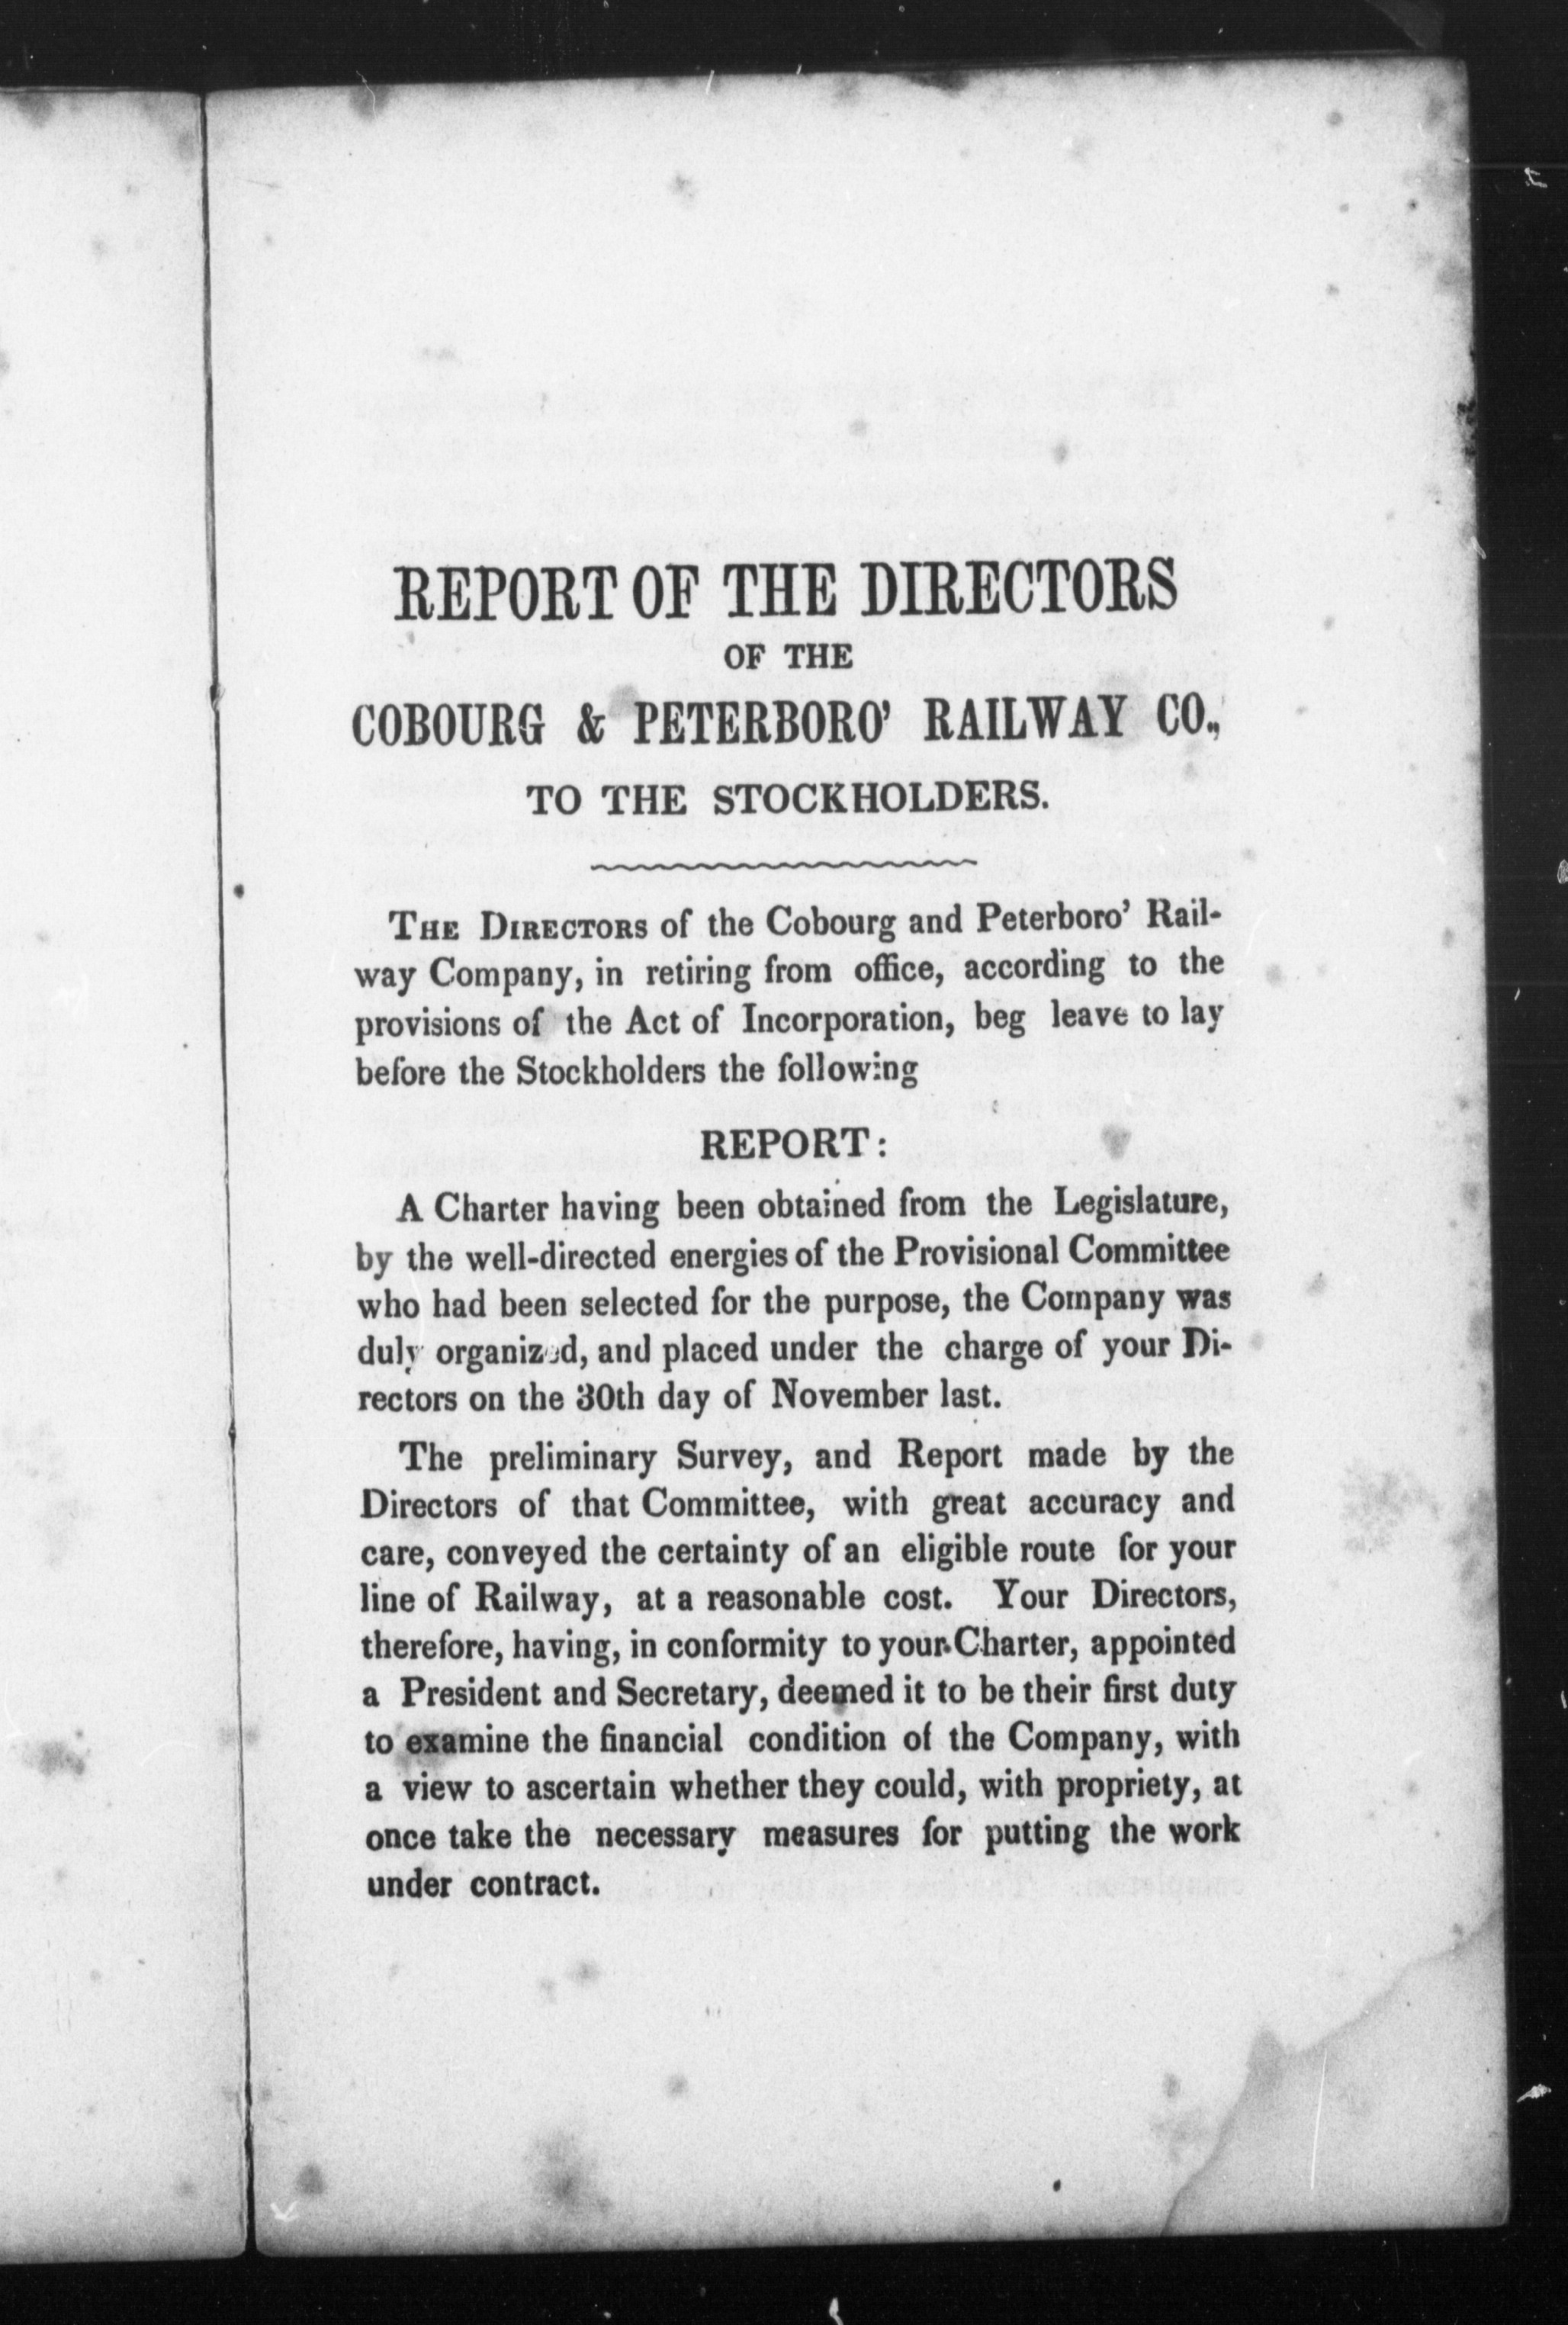 REPORT OF THE DIRECTORS
OF THE
COBOURG & PETERBORO' RAILWAY CO.,
TO THE STOCKHOLDERS.
THE DIRECTORS of the Cobourg and Peterboro' Rail-
way Company, in retiring from office, according to the
provisions of the Act of Incorporation, beg leave to lay
before the Stockholders the following
REPORT:
A Charter having been obtained from the Legislature,
by the well-directed energies of the Provisional Committee
who had been selected for the purpose, the Company was
duly organized, and placed under the charge of your Di-
rectors on the 30th day of November last.
The preliminary Survey, and Report made by the
Directors of that Committee, with great accuracy and
care, conveyed the certainty of an eligible route for your
line of Railway, at a reasonable cost. Your Directors,
therefore, having, in conformity to your Charter, appointed
a President and Secretary, deemed it to be their first duty
to examine the financial condition of the Company, with
a view to ascertain whether they could, with propriety, at
once take the necessary measures for putting the work
under contract.